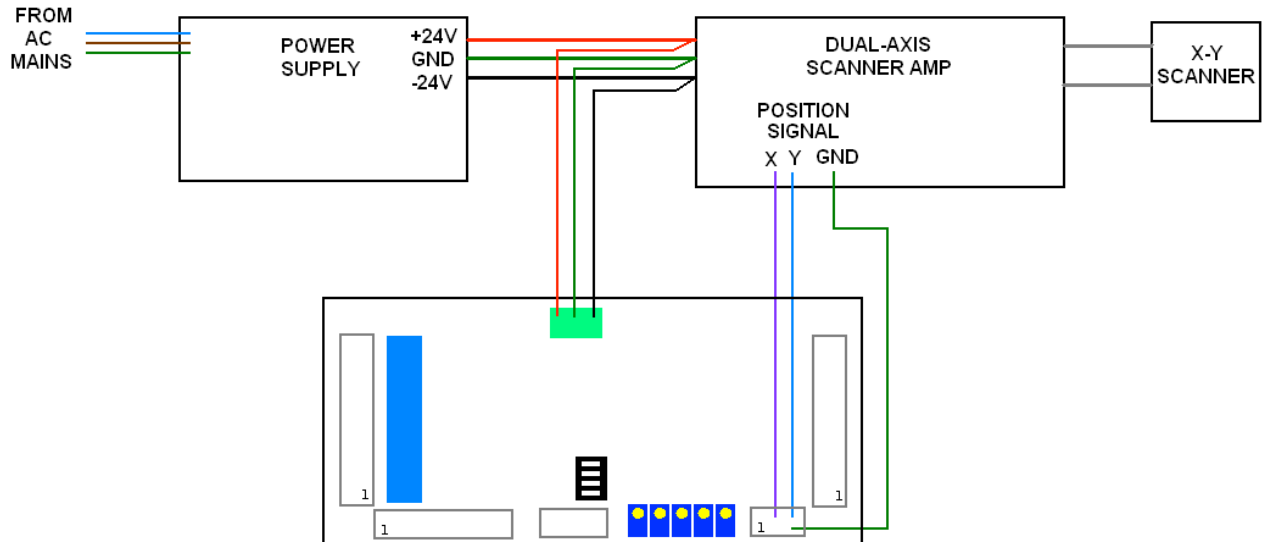 FROM
AC
MAINS
POWER
SUPPLY
+24V
GND
-24V
DUAL-AXIS
SCANNER AMP
POSITION
SIGNAL
X Y GND
X-Y
SCANNER
1
1
1
1